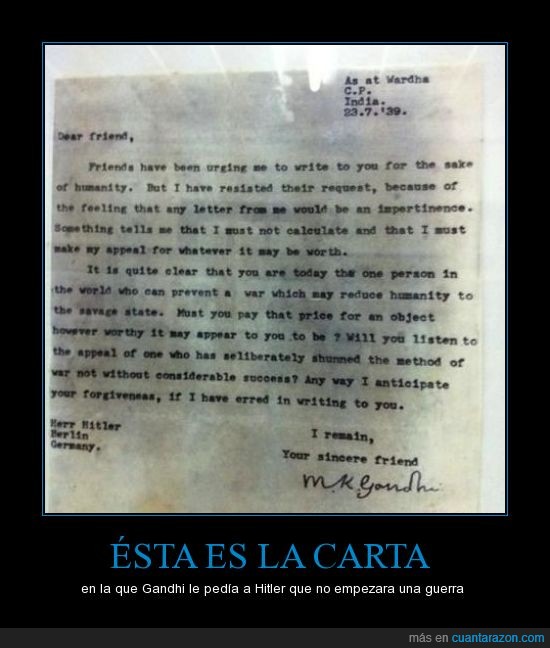 As at Wardha
C.P.
India.
23.7.'39.
Dear friend,
Friends have been urging me to write to you for the sake
of humanity. But I have resisted their request, because of
the feeling that any letter from me would be an impertinence.
Something tells me that I must not calculate and that I must
make my appeal for whatever it may be worth.
It is quite clear that you are today the one person in
the world who can prevent a war which may reduce humanity to
the savage state. Must you pay that price for an object
however worthy it may appear to you to be ? Will you listen to
the appeal of one who has seliberately shunned the method of
war not without considerable success? Any way I anticipate
your forgiveness, if I have erred in writing to you.
Herr Hitler
Berlin
Germany.
I remain,
Your sincere friend
M.K.Gandhi
ÉSTA ES LA CARTA
en la que Gandhi le pedía a Hitler que no empezara una guerra
más en cuantarazon.com